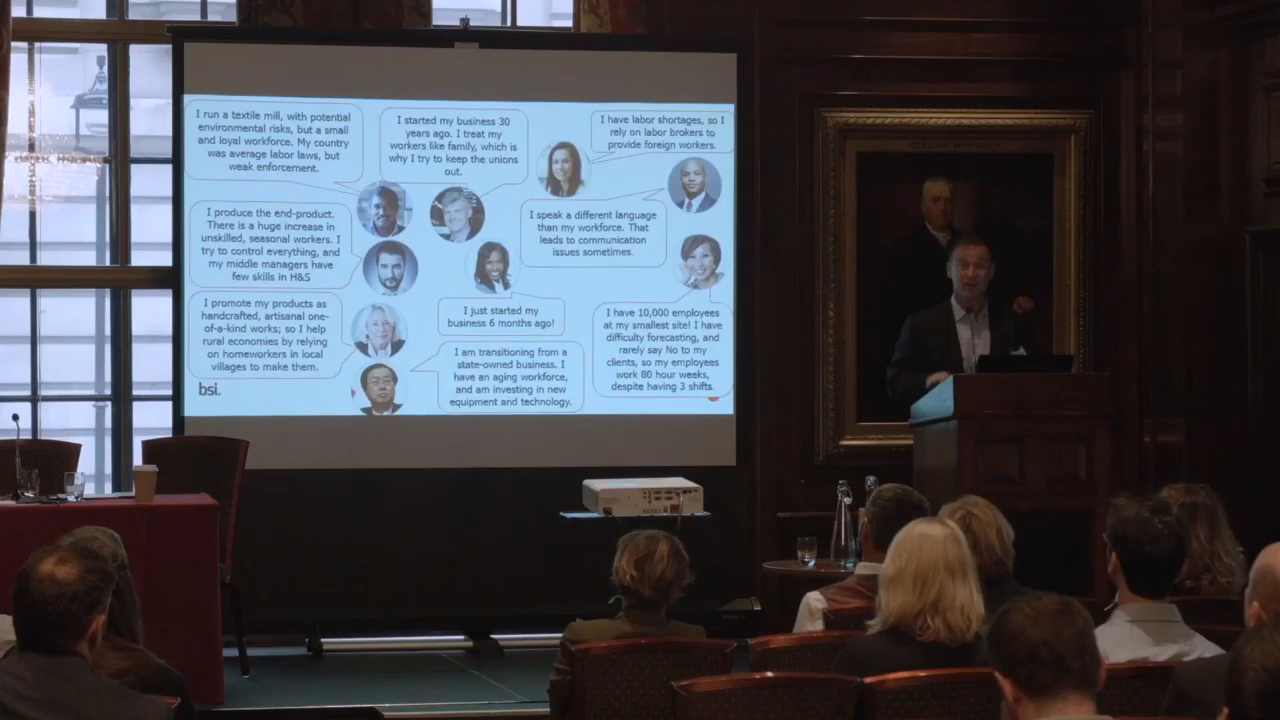 I run a textile mill, with potential
environmental risks, but a small
and loyal workforce. My country
was average labor laws, but
weak enforcement.
I started my business 30
years ago. I treat my
workers like family, which is
why I try to keep the unions
out.
I have labor shortages, so I
rely on labor brokers to
provide foreign workers.
I produce the end-product.
There is a huge increase in
unskilled, seasonal workers. I
try to control everything, and
my middle managers have
few skills in H&S
I speak a different language
than my workforce. That
leads to communication
issues sometimes.
I promote my products as
handcrafted, artisanal one-
of-a-kind works; so I help
rural economies by relying
on homeworkers in local
villages to make them.
I just started my
business 6 months ago!
I have 10,000 employees
at my smallest site! I have
difficulty forecasting, and
rarely say No to my
clients, so my employees
work 80 hour weeks,
despite having 3 shifts.
I am transitioning from a
state-owned business. I
have an aging workforce,
and am investing in new
equipment and technology.
bsi.